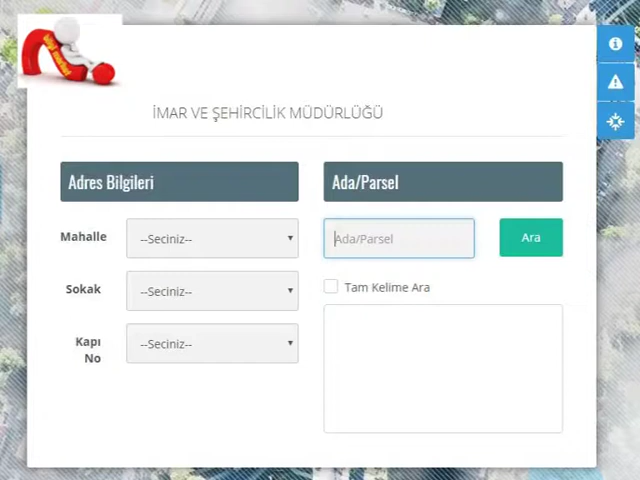 İMAR VE ŞEHİRCİLİK MÜDÜRLÜĞÜ
Adres Bilgileri
Mahalle
--Seciniz--
Sokak
--Seciniz--
Kapı
No
--Seciniz--
Ada/Parsel
Ada/Parsel
Ara
Tam Kelime Ara